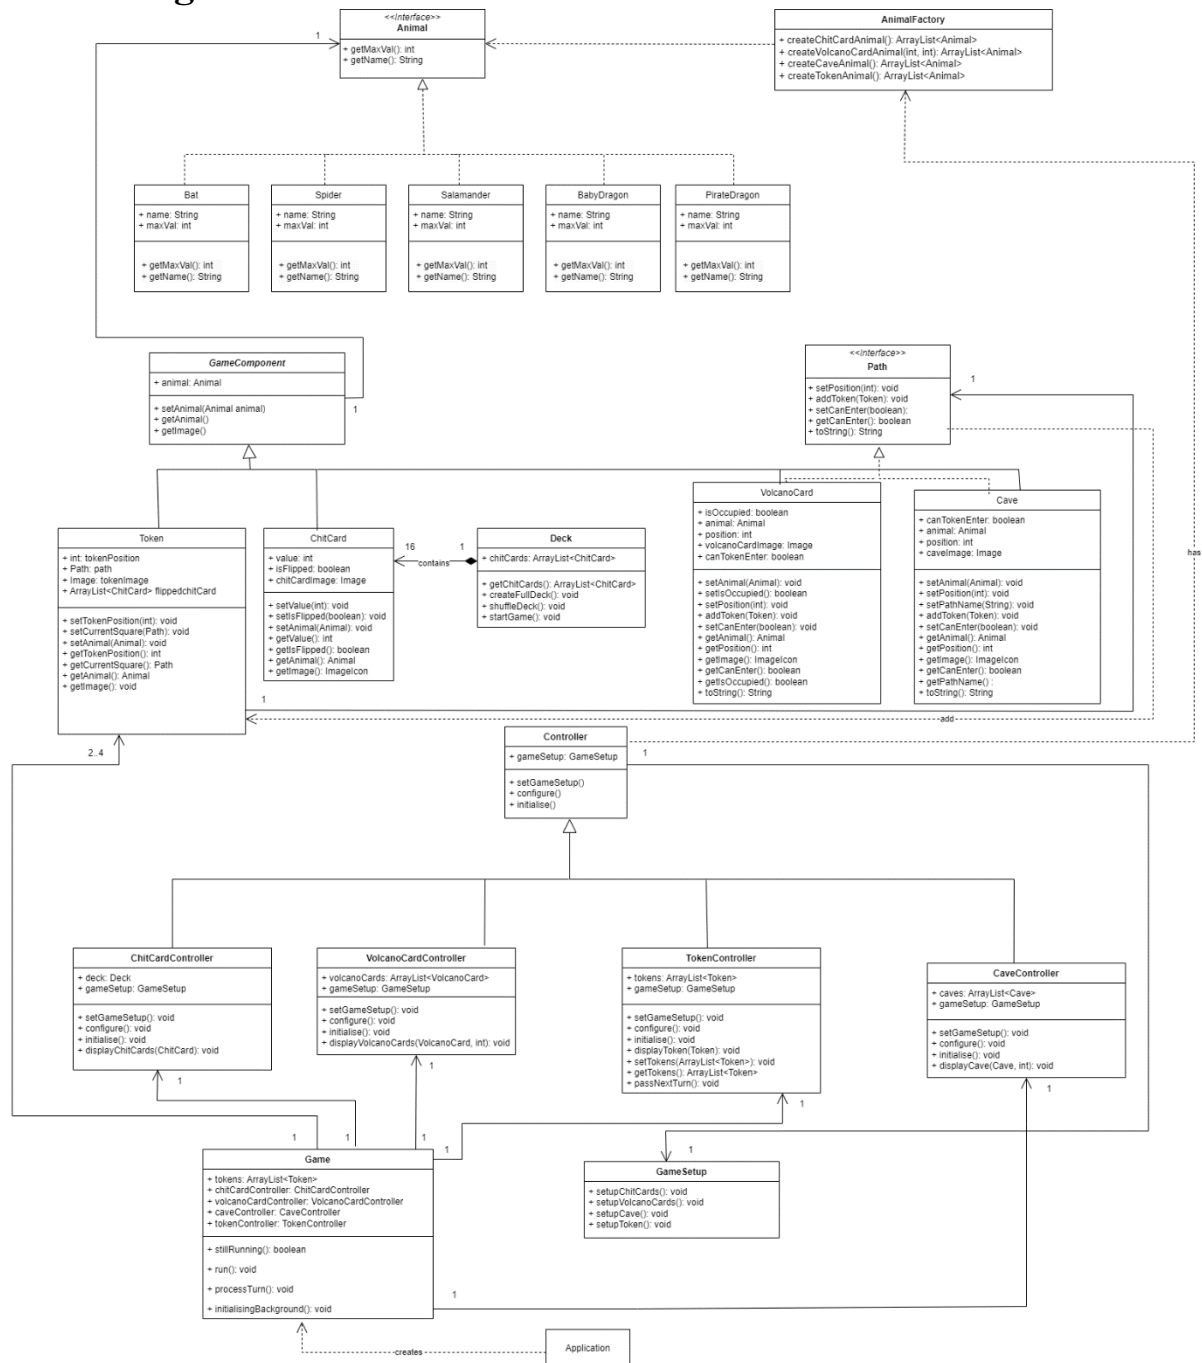 <<Interface>>
Animal
+ getMaxVal(): int
+ getName(): String
1
AnimalFactory
+ createChitCardAnimal(): ArrayList<Animal>
+ createVolcanoCardAnimal(int, int): ArrayList<Animal>
+ createCaveAnimal(): ArrayList<Animal>
+ createTokenAnimal(): ArrayList<Animal>
Bat
+ name: String
+ maxVal: int
+ getMaxVal(): int
+ getName(): String
Spider
+ name: String
+ maxVal: int
+ getMaxVal(): int
+ getName(): String
Salamander
+ name: String
+ maxVal: int
+ getMaxVal(): int
+ getName(): String
BabyDragon
+ name: String
+ maxVal: int
+ getMaxVal(): int
+ getName(): String
PirateDragon
+ name: String
+ maxVal: int
+ getMaxVal(): int
+ getName(): String
GameComponent
+ animal: Animal
+ setAnimal(Animal animal)
+ getAnimal()
+ getImage()
1
<<Interface>>
Path
+ setPosition(int): void
+ addToken(Token): void
+ setCanEnter(boolean):
+ getCanEnter(): boolean
+ toString(): String
1
Token
+ int: tokenPosition
+ Path: path
+ Image: tokenImage
+ ArrayList<ChitCard> flippedchitCard
+ setTokenPosition(int): void
+ setCurrentSquare(Path): void
+ setAnimal(Animal): void
+ getTokenPosition(): int
+ getCurrentSquare(): Path
+ getAnimal(): Animal
+ getImage(): void
1
ChitCard
+ value: int
+ isFlipped: boolean
+ chitCardImage: Image
+ setValue(int): void
+ setIsFlipped(boolean): void
+ setAnimal(Animal): void
+ getValue(): int
+ getIsFlipped(): boolean
+ getAnimal(): Animal
+ getImage(): ImageIcon
16
contains
1
Deck
+ chitCards: ArrayList<ChitCard>
+ getChitCards(): ArrayList<ChitCard>
+ createFullDeck(): void
+ shuffleDeck(): void
+ startGame(): void
VolcanoCard
+ isOccupied: boolean
+ animal: Animal
+ position: int
+ volcanoCardImage: Image
+ canTokenEnter: boolean
+ setAnimal(Animal): void
+ setIsOccupied(): boolean
+ setPosition(int): void
+ addToken(Token): void
+ setCanEnter(boolean): void
+ getAnimal(): Animal
+ getPosition(): int
+ getImage(): ImageIcon
+ getCanEnter(): boolean
+ getIsOccupied(): boolean
+ toString(): String
Cave
+ canTokenEnter: boolean
+ animal: Animal
+ position: int
+ caveImage: Image
+ setAnimal(Animal): void
+ setPosition(int): void
+ setPathName(String): void
+ addToken(Token): void
+ setCanEnter(boolean): void
+ getAnimal(): Animal
+ getPosition(): int
+ getImage(): ImageIcon
+ getCanEnter(): boolean
+ getPathName() :
+ toString(): String
has
add
2..4
Controller
+ gameSetup: GameSetup
+ setGameSetup()
+ configure()
+ initialise()
1
ChitCardController
+ deck: Deck
+ gameSetup: GameSetup
+ setGameSetup(): void
+ configure(): void
+ initialise(): void
+ displayChitCards(ChitCard): void
VolcanoCardController
+ volcanoCards: ArrayList<VolcanoCard>
+ gameSetup: GameSetup
+ setGameSetup(): void
+ configure(): void
+ initialise(): void
+ displayVolcanoCards(VolcanoCard, int): void
TokenController
+ tokens: ArrayList<Token>
+ gameSetup: GameSetup
+ setGameSetup(): void
+ configure(): void
+ initialise(): void
+ displayToken(Token): void
+ setTokens(ArrayList<Token>): void
+ getTokens(): ArrayList<Token>
+ passNextTurn(): void
CaveController
+ caves: ArrayList<Cave>
+ gameSetup: GameSetup
+ setGameSetup(): void
+ configure(): void
+ initialise(): void
+ displayCave(Cave, int): void
1
1
1
1
1
1
1
1
Game
+ tokens: ArrayList<Token>
+ chitCardController: ChitCardController
+ volcanoCardController: VolcanoCardController
+ caveController: CaveController
+ tokenController: TokenController
+ stillRunning(): boolean
+ run(): void
+ processTurn(): void
+ initialisingBackground(): void
1
1
GameSetup
+ setupChitCards(): void
+ setupVolcanoCards(): void
+ setupCave(): void
+ setupToken(): void
creates
Application